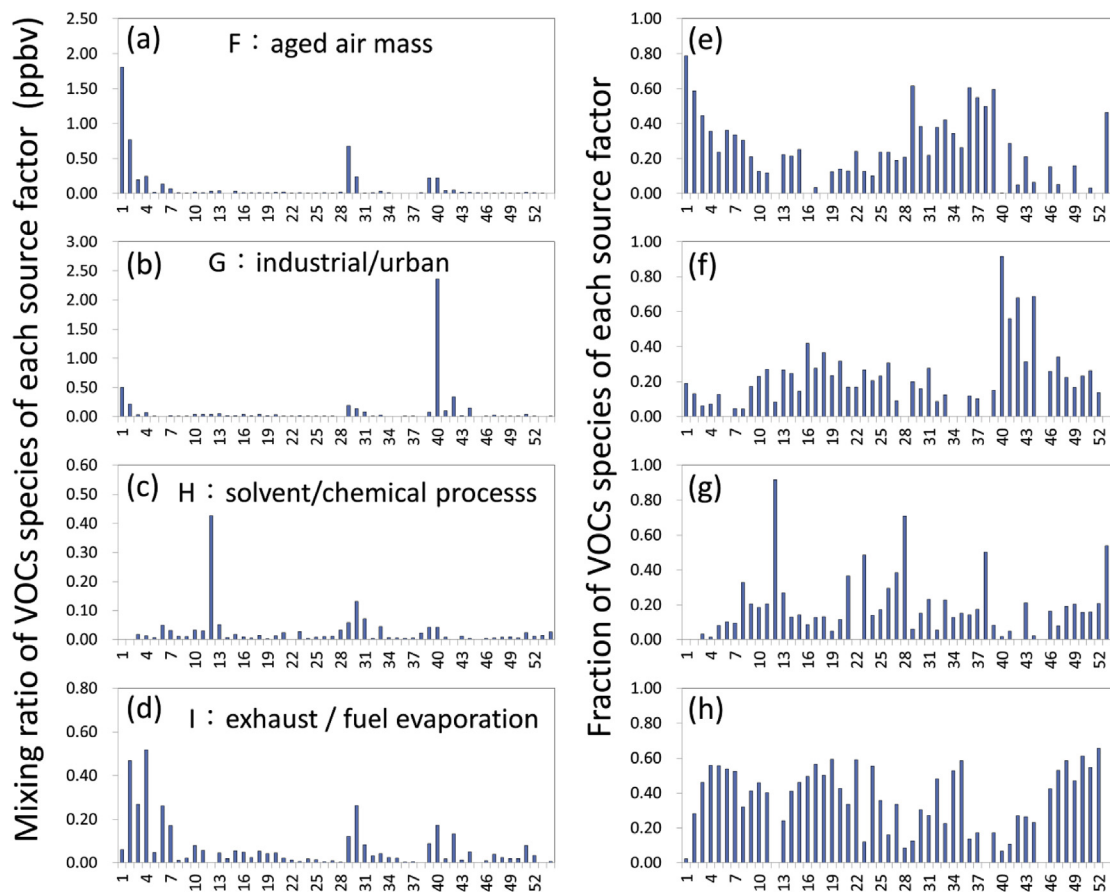 Mixing ratio of VOCs species of each source factor (ppbv)
Fraction of VOCs species of each source factor
(a)
F：aged air mass
2.50
2.00
1.50
1.00
0.50
0.00
1 4 7 10 13 16 19 22 25 28 31 34 37 40 43 46 49 52
(e)
1.00
0.80
0.60
0.40
0.20
0.00
1 4 7 10 13 16 19 22 25 28 31 34 37 40 43 46 49 52
(b)
G：industrial/urban
3.00
2.50
2.00
1.50
1.00
0.50
0.00
1 4 7 10 13 16 19 22 25 28 31 34 37 40 43 46 49 52
(f)
1.00
0.80
0.60
0.40
0.20
0.00
1 4 7 10 13 16 19 22 25 28 31 34 37 40 43 46 49 52
(c)
H：solvent/chemical processs
0.60
0.50
0.40
0.30
0.20
0.10
0.00
1 4 7 10 13 16 19 22 25 28 31 34 37 40 43 46 49 52
(g)
1.00
0.80
0.60
0.40
0.20
0.00
1 4 7 10 13 16 19 22 25 28 31 34 37 40 43 46 49 52
(d)
I：exhaust / fuel evaporation
0.80
0.60
0.40
0.20
0.00
1 4 7 10 13 16 19 22 25 28 31 34 37 40 43 46 49 52
(h)
1.00
0.80
0.60
0.40
0.20
0.00
1 4 7 10 13 16 19 22 25 28 31 34 37 40 43 46 49 52